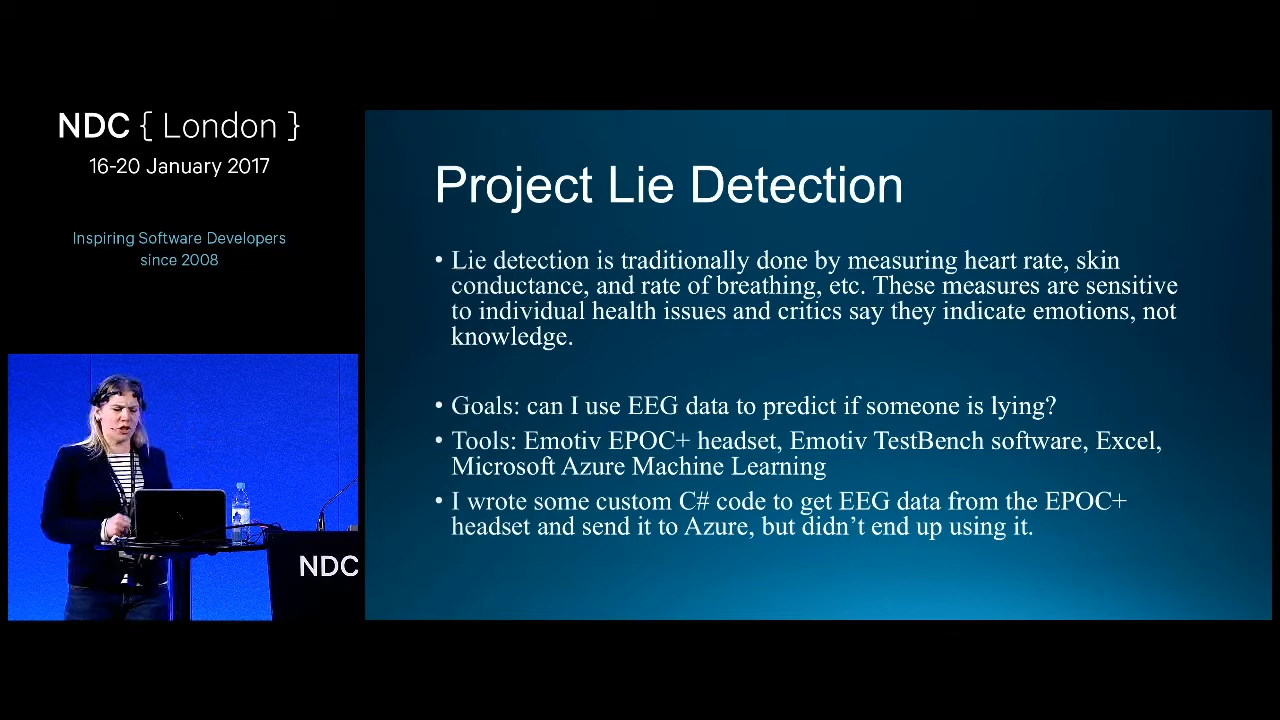 NDC { London }
16-20 January 2017
Inspiring Software Developers
since 2008
Project Lie Detection
• Lie detection is traditionally done by measuring heart rate, skin
conductance, and rate of breathing, etc. These measures are sensitive
to individual health issues and critics say they indicate emotions, not
knowledge.
• Goals: can I use EEG data to predict if someone is lying?
• Tools: Emotiv EPOC+ headset, Emotiv TestBench software, Excel,
Microsoft Azure Machine Learning
• I wrote some custom C# code to get EEG data from the EPOC+
headset and send it to Azure, but didn’t end up using it.
NDC